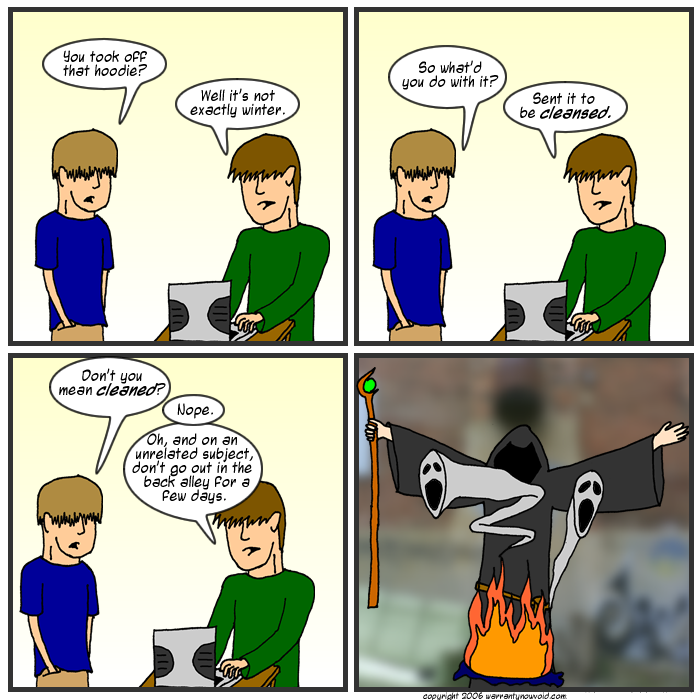 You took off
that hoodie?
Well it's not
exactly winter.
So what'd
you do with it?
Sent it to
be cleansed.
Don't you
mean cleaned?
Nope.
Oh, and on an
unrelated subject,
don't go out in the
back alley for a
few days.
copyright 2006 warrantynowvoid.com